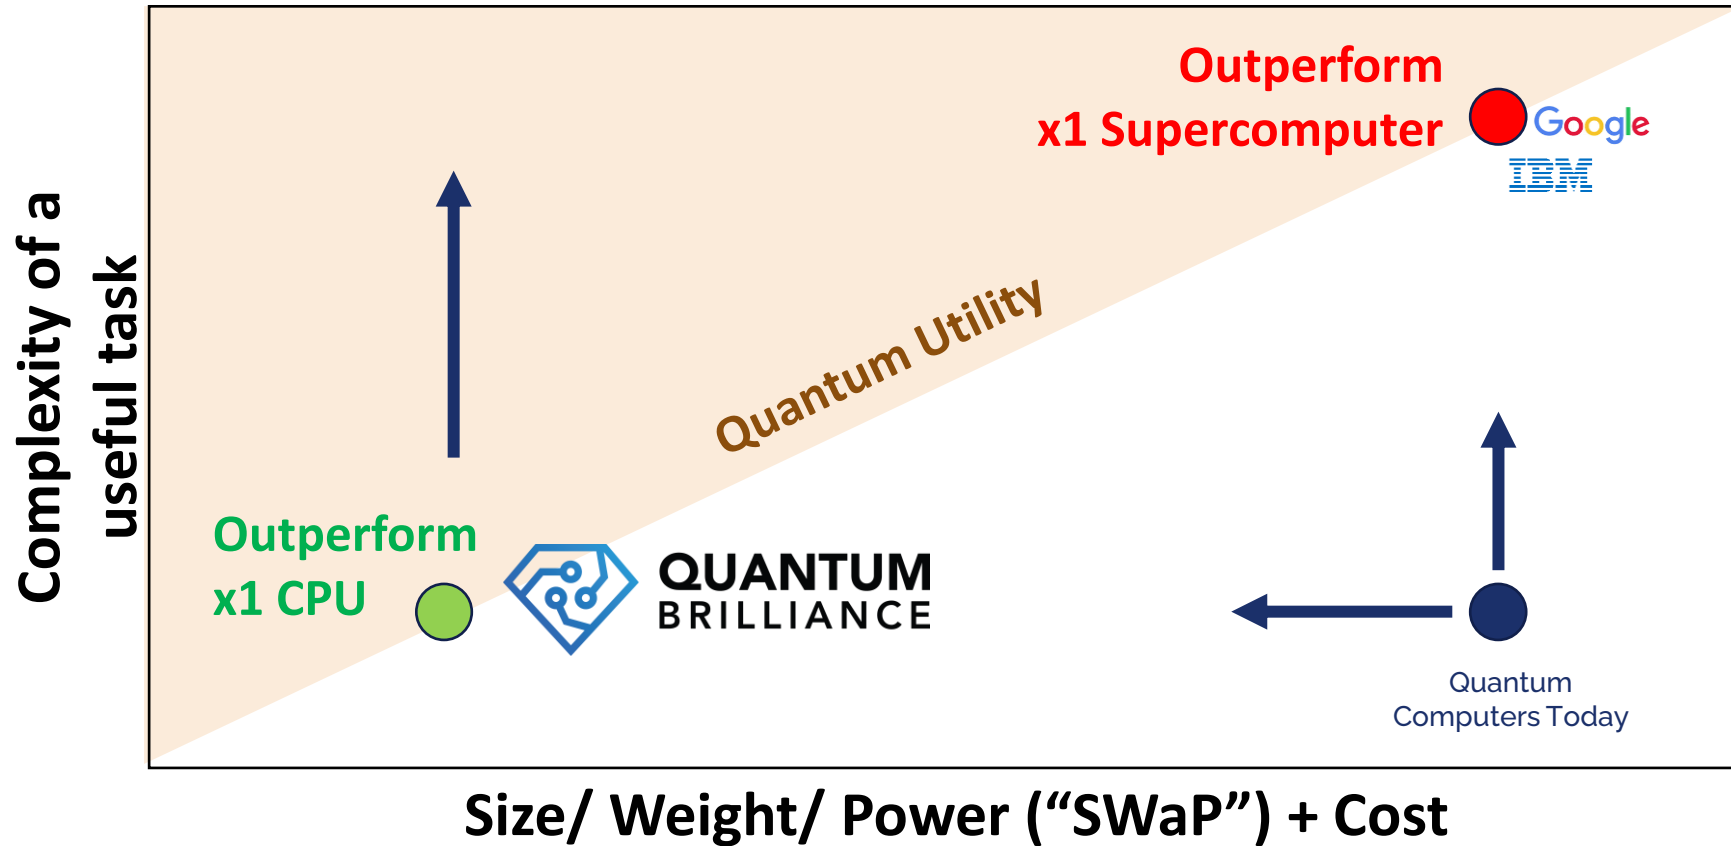 Outperform
x1 Supercomputer
Google
IBM
Complexity of a
useful task
Quantum Utility
Outperform
x1 CPU
QUANTUM
BRILLIANCE
Quantum
Computers Today
Size/ Weight/ Power (“SWaP”) + Cost